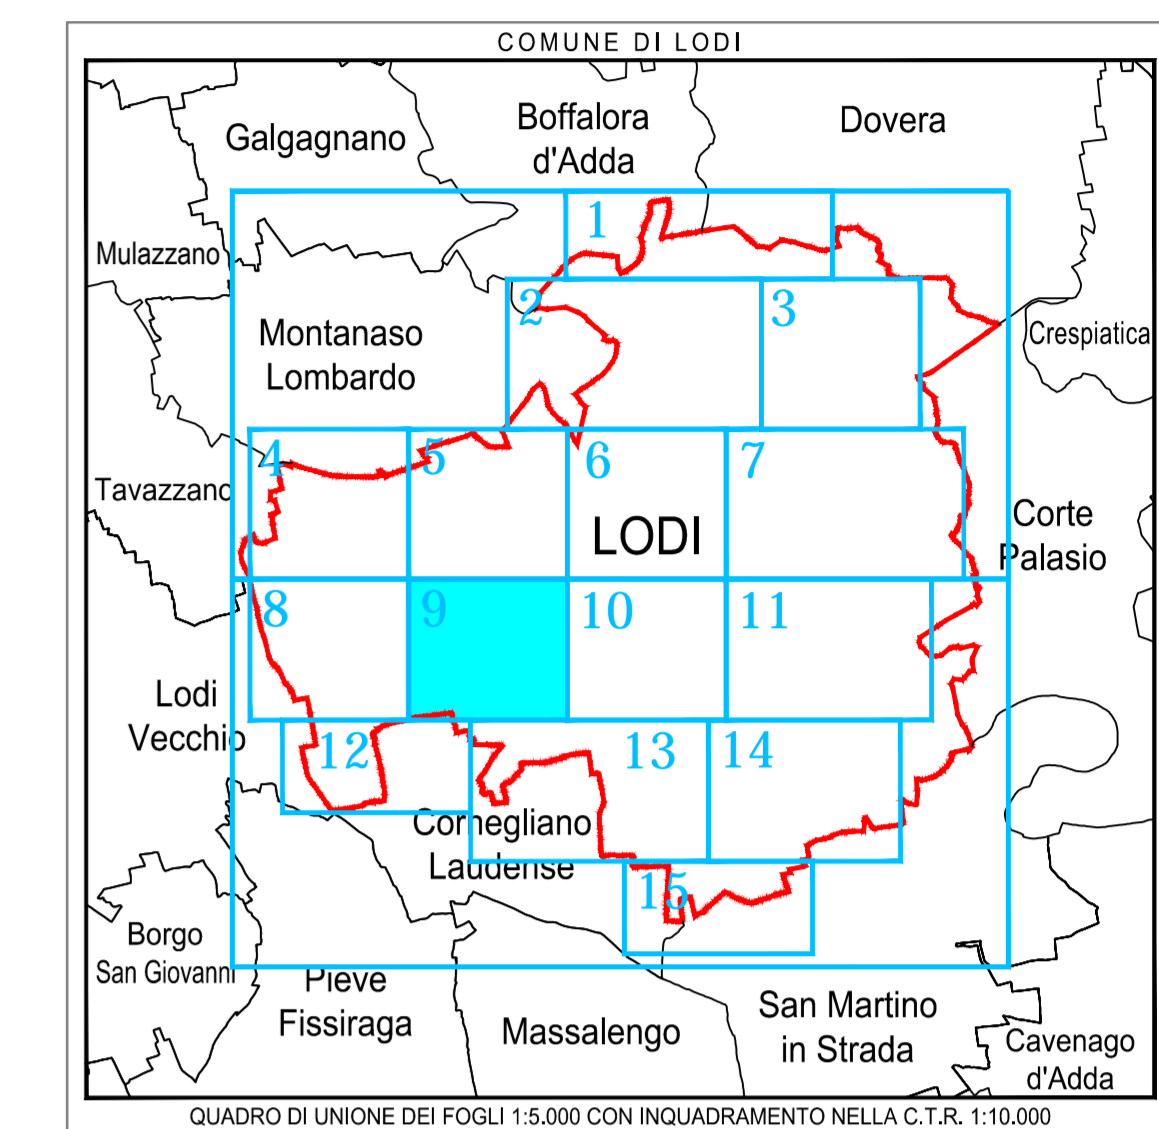 COMUNE DI LODI
Galgagnano
Boffalora
d'Adda
Dovera
Mulazzano
1
2
3
Montanaso
Lombardo
Crespiatica
4
5
6
7
Tavazzano
LODI
Corte
Palasio
8
9
10
11
Lodi
Vecchio
12
13
14
Cornegliano
Laudense
15
Borgo
San Giovanni
Pieve
Fissiraga
Massalengo
San Martino
in Strada
Cavenago
d'Adda
QUADRO DI UNIONE DEI FOGLI 1:5.000 CON INQUADRAMENTO NELLA C.T.R. 1:10.000